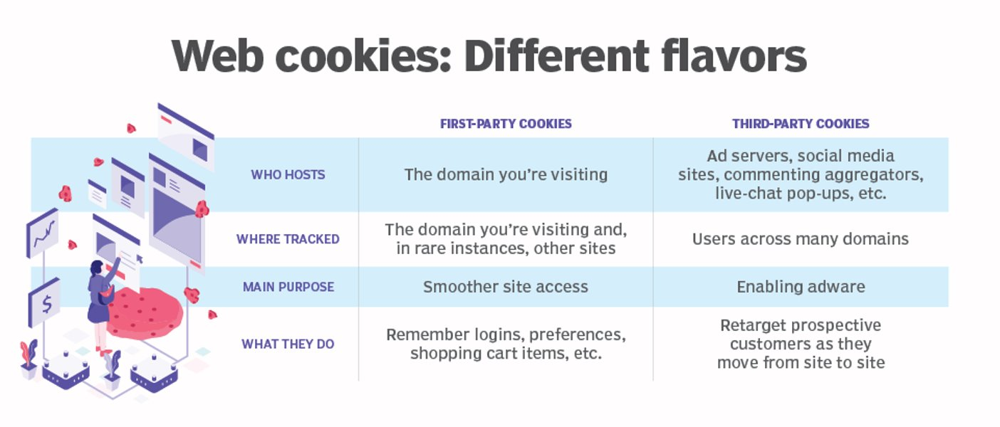 Web cookies: Different flavors
FIRST-PARTY COOKIES
THIRD-PARTY COOKIES
WHO HOSTS
The domain you’re visiting
Ad servers, social media
sites, commenting aggregators,
live-chat pop-ups, etc.
WHERE TRACKED
The domain you’re visiting and,
in rare instances, other sites
Users across many domains
MAIN PURPOSE
Smoother site access
Enabling adware
WHAT THEY DO
Remember logins, preferences,
shopping cart items, etc.
Retarget prospective
customers as they
move from site to site
$